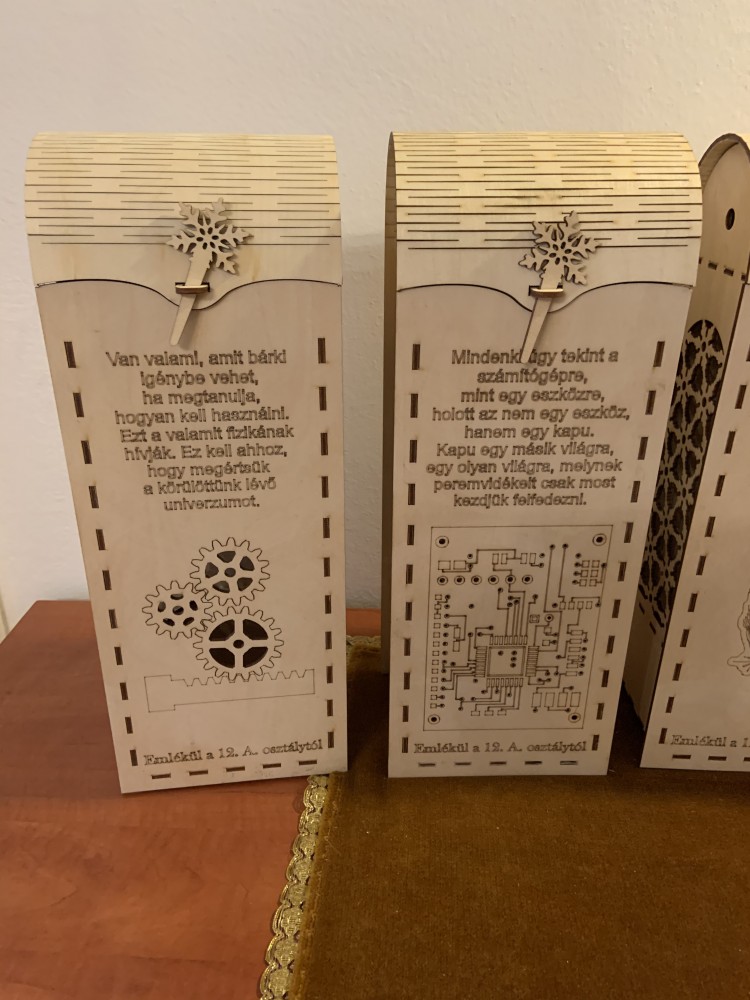 Van valami, amit bárki
igénybe vehet,
ha megtanulja,
hogyan kell használni.
Ezt a valamit fizikának
hívják. Ez kell ahhoz,
hogy megértsük
a körülöttünk lévő
univerzumot.
Emlékül a 12. A. osztálytól
Mindenki úgy tekint a
számítógépre,
mint egy eszközre,
holott az nem egy eszköz,
hanem egy kapu.
Kapu egy másik világra,
egy olyan világra, melynek
peremvidékeit csak most
kezdjük felfedezni.
Emlékül a 12. A. osztálytól
Emlékül a